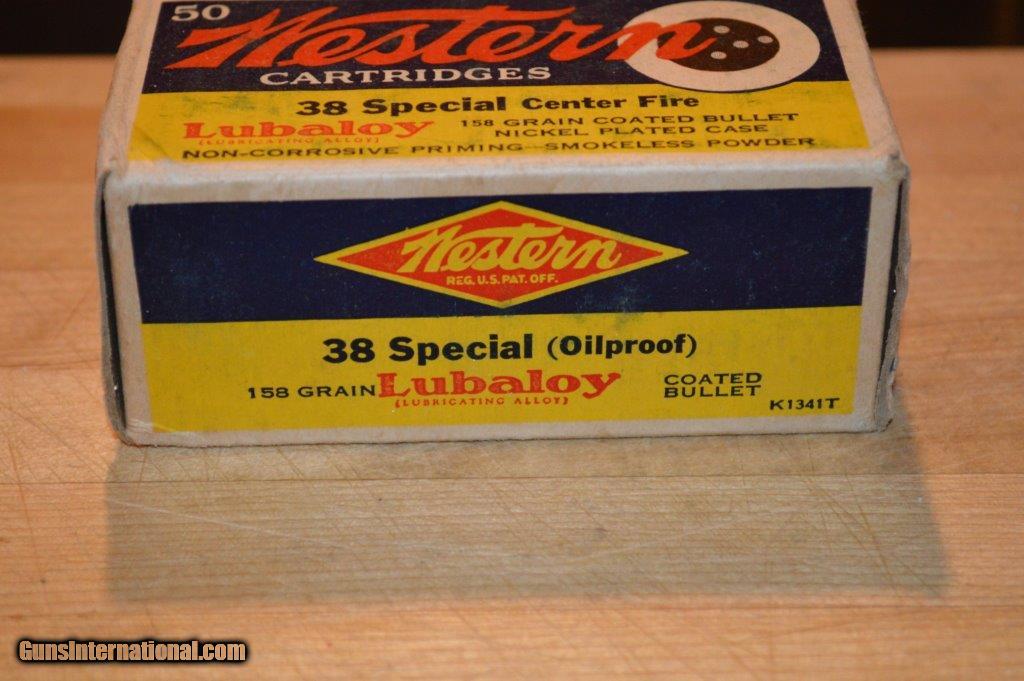 50 Western
CARTRIDGES
38 Special Center Fire
Lubaloy 158 GRAIN COATED BULLET
(LUBRICATING ALLOY) NICKEL PLATED CASE
NON-CORROSIVE PRIMING-SMOKELESS POWDER
Western
REG. U.S. PAT. OFF.
38 Special (Oilproof)
158 GRAIN Lubaloy COATED
(LUBRICATING ALLOY) BULLET
K1341T
GunsInternational.com